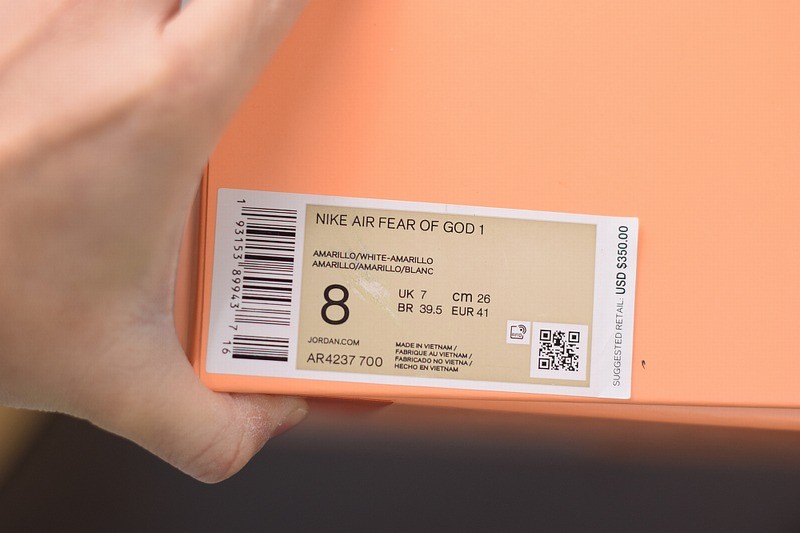 1 93153 89943 7 16
NIKE AIR FEAR OF GOD 1
AMARILLO/WHITE-AMARILLO
AMARILLO/AMARILLO/BLANC
8
UK 7 cm 26
BR 39.5 EUR 41
JORDAN.COM
AR4237 700
MADE IN VIETNAM /
FABRIQUE AU VIETNAM /
FABRICADO NO VIETNA /
HECHO EN VIETNAM
SUGGESTED RETAIL: USD $350.00